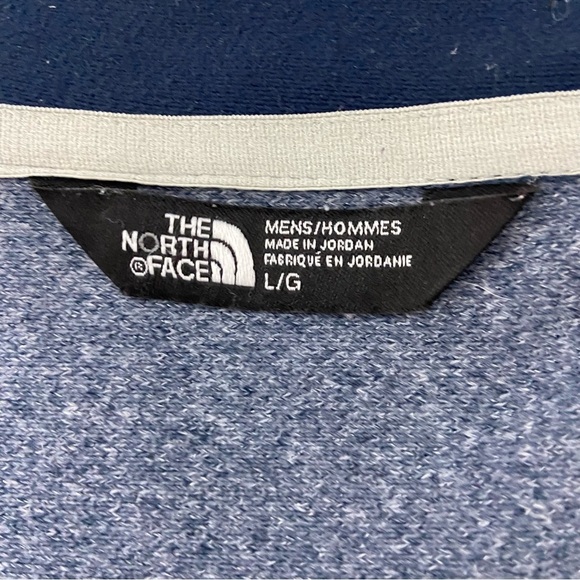 THE
NORTH
®FACE
MENS/HOMMES
MADE IN JORDAN
FABRIQUÉ EN JORDANIE
L/G